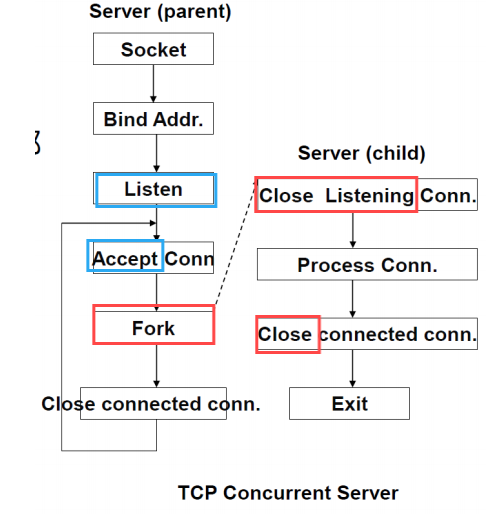 Server (parent)
Socket
Bind Addr.
Listen
Accept Conn
Fork
Close connected conn.
Server (child)
Close Listening Conn.
Process Conn.
Close connected conn.
Exit
TCP Concurrent Server